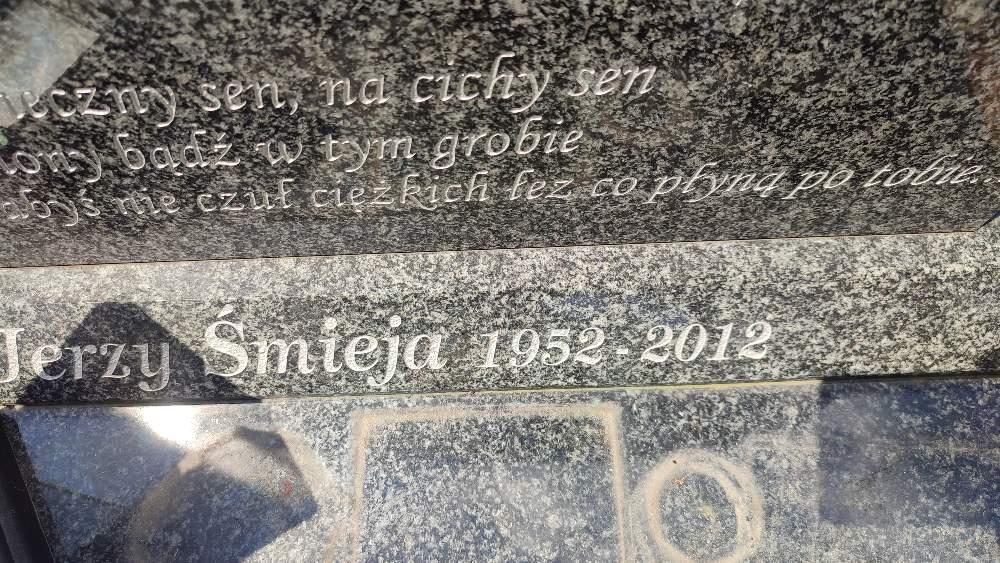 sen, na cichy sen
bądź w tym grobie
abyś nie czuł ciężkich łez co płyną po tobie..
Jerzy Śmieja 1952-2012